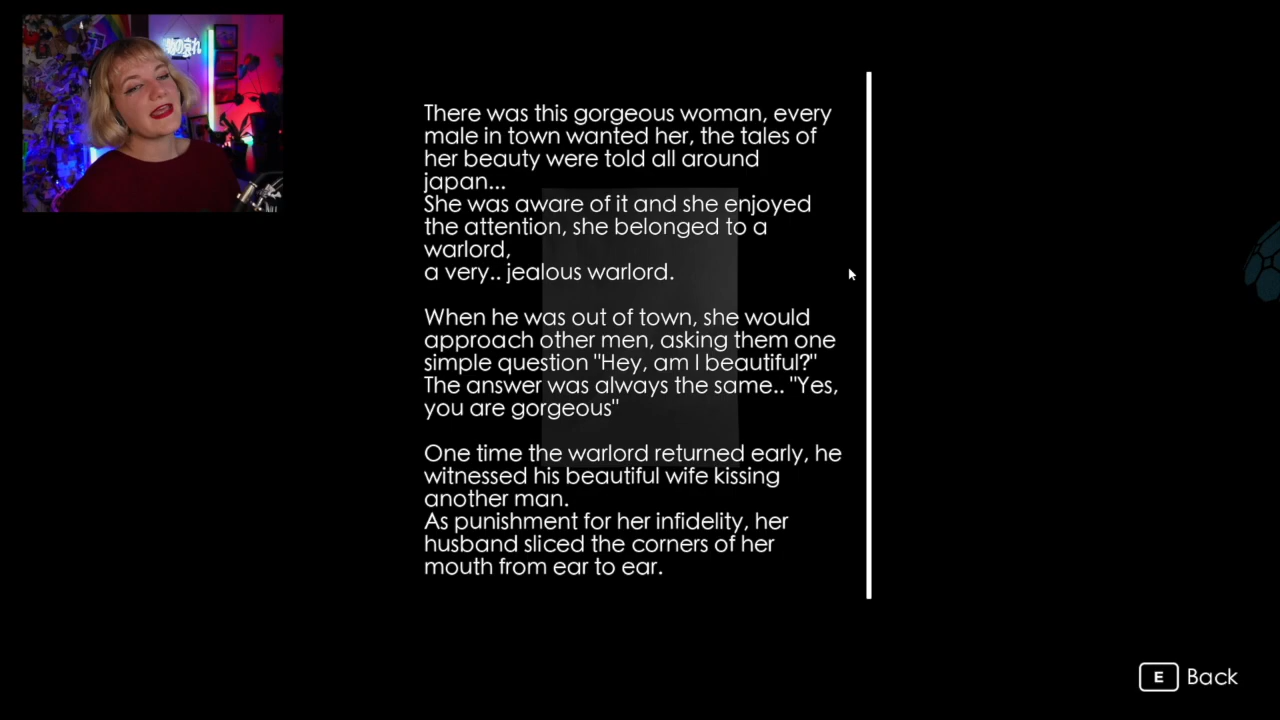 There was this gorgeous woman, every
male in town wanted her, the tales of
her beauty were told all around
japan...
She was aware of it and she enjoyed
the attention, she belonged to a
warlord,
a very.. jealous warlord.
When he was out of town, she would
approach other men, asking them one
simple question "Hey, am I beautiful?"
The answer was always the same.. "Yes,
you are gorgeous"
One time the warlord returned early, he
witnessed his beautiful wife kissing
another man.
As punishment for her infidelity, her
husband sliced the corners of her
mouth from ear to ear.
E Back